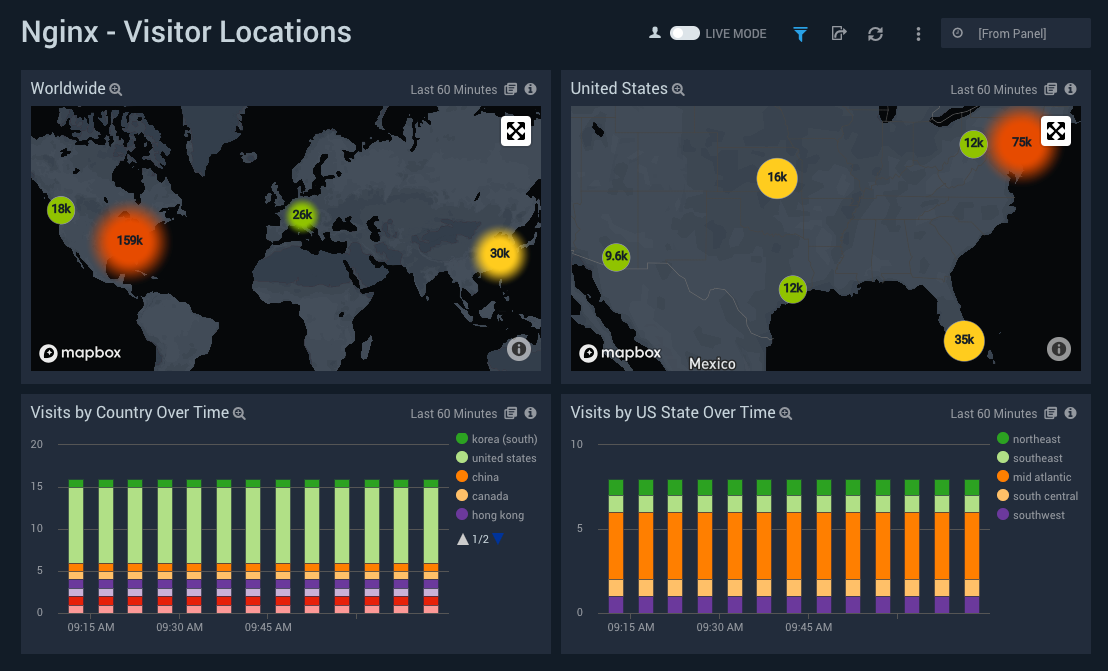 Nginx - Visitor Locations
LIVE MODE
[From Panel]
Worldwide
Last 60 Minutes
18k
159k
26k
30k
mapbox
United States
Last 60 Minutes
12k
75k
16k
9.6k
12k
35k
mapbox
Mexico
Visits by Country Over Time
Last 60 Minutes
20
15
10
5
0
09:15 AM 09:30 AM 09:45 AM
korea (south)
united states
china
canada
hong kong
1/2
Visits by US State Over Time
Last 60 Minutes
10
5
0
09:15 AM 09:30 AM 09:45 AM
northeast
southeast
mid atlantic
south central
southwest